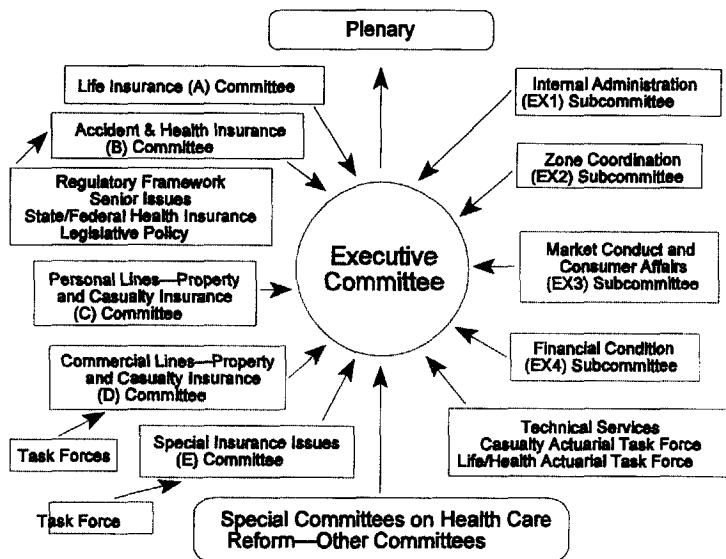 Plenary
Life Insurance (A) Committee
Accident & Health Insurance
(B) Committee
Regulatory Framework
Senior Issues
State/Federal Health Insurance
Legislative Policy
Personal Lines—Property
and Casualty Insurance
(C) Committee
Commercial Lines—Property
and Casualty Insurance
(D) Committee
Task Forces
Special Insurance Issues
(E) Committee
Task Force
Executive
Committee
Internal Administration
(EX1) Subcommittee
Zone Coordination
(EX2) Subcommittee
Market Conduct and
Consumer Affairs
(EX3) Subcommittee
Financial Condition
(EX4) Subcommittee
Technical Services
Casualty Actuarial Task Force
Life/Health Actuarial Task Force
Special Committees on Health Care
Reform—Other Committees